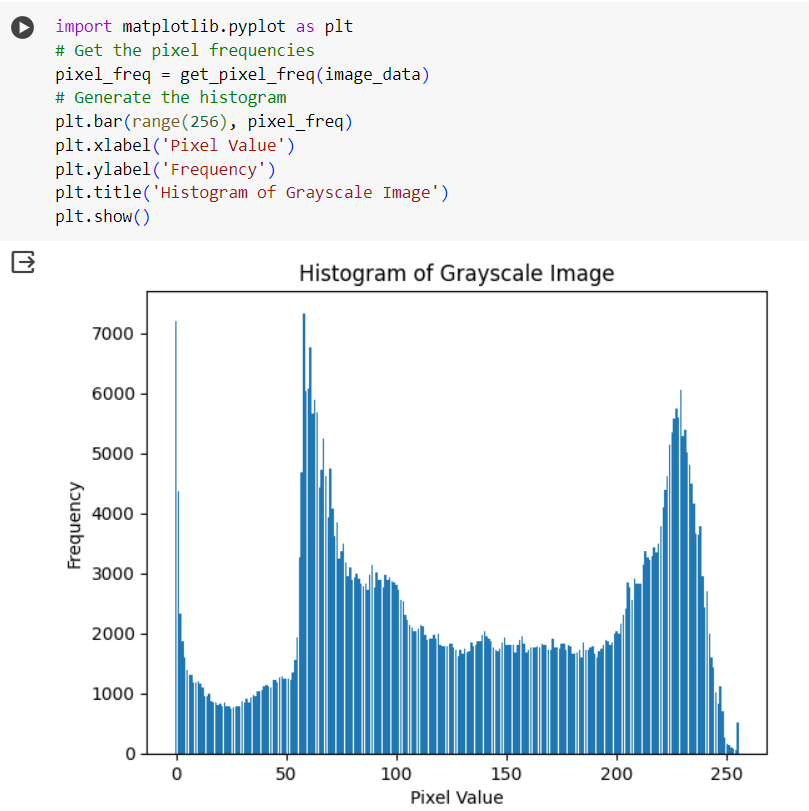 import matplotlib.pyplot as plt
# Get the pixel frequencies
pixel_freq = get_pixel_freq(image_data)
# Generate the histogram
plt.bar(range(256), pixel_freq)
plt.xlabel('Pixel Value')
plt.ylabel('Frequency')
plt.title('Histogram of Grayscale Image')
plt.show()
Histogram of Grayscale Image
7000
6000
5000
4000
3000
2000
1000
0
Frequency
0 50 100 150 200 250
Pixel Value